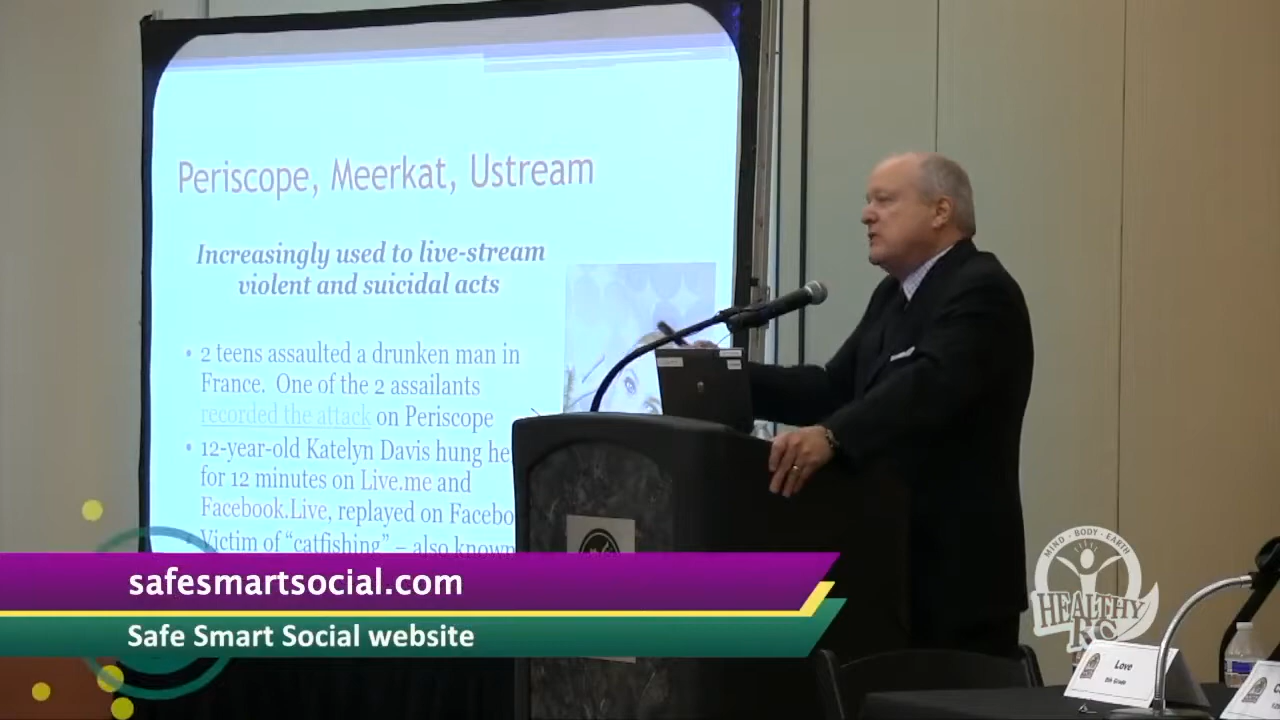 Periscope, Meerkat, Ustream
Increasingly used to live-stream
violent and suicidal acts
• 2 teens assaulted a drunken man in
France. One of the 2 assailants
recorded the attack on Periscope
• 12-year-old Katelyn Davis hung he
for 12 minutes on Live.me and
Facebook.Live, replayed on Facebo
• Victim of “catfishing” – also known
safesmartsocial.com
Safe Smart Social website
MIND · BODY · EARTH
HEALTHY
KS
Love
8th Grade